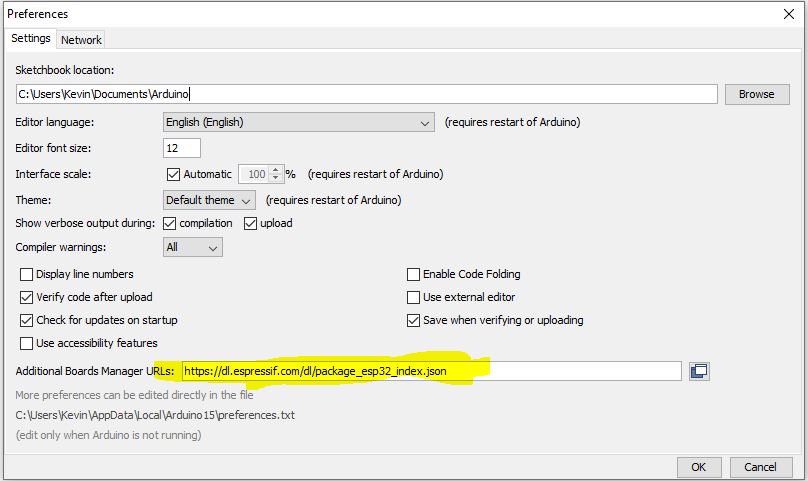 Preferences
Settings Network
Sketchbook location:
C:\Users\Kevin\Documents\Arduino Browse
Editor language: English (English) (requires restart of Arduino)
Editor font size: 12
Interface scale: Automatic 100 % (requires restart of Arduino)
Theme: Default theme (requires restart of Arduino)
Show verbose output during: compilation upload
Compiler warnings: All
Display line numbers Enable Code Folding
Verify code after upload Use external editor
Check for updates on startup Save when verifying or uploading
Use accessibility features
Additional Boards Manager URLs: https://dl.espressif.com/dl/package_esp32_index.json
More preferences can be edited directly in the file
C:\Users\Kevin\AppData\Local\Arduino15\preferences.txt
(edit only when Arduino is not running)
OK Cancel